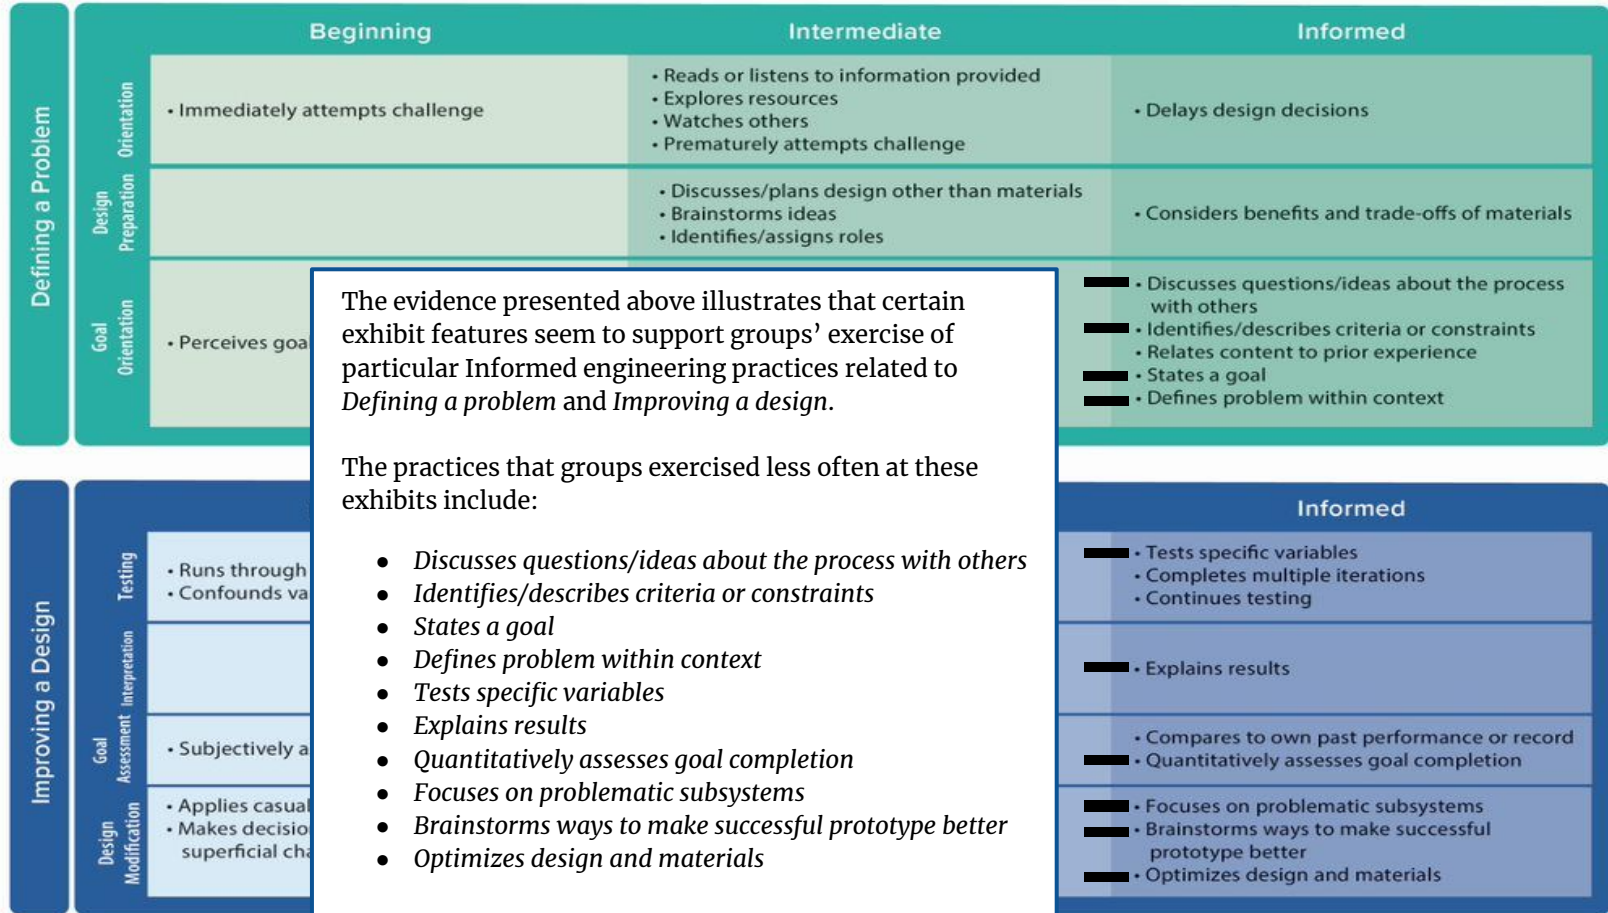 Beginning
Intermediate
Informed
Defining a Problem
Orientation
• Immediately attempts challenge
• Reads or listens to information provided
• Explores resources
• Watches others
• Prematurely attempts challenge
• Delays design decisions
Design
Preparation
• Discusses/plans design other than materials
• Brainstorms ideas
• Identifies/assigns roles
• Considers benefits and trade-offs of materials
Goal
Orientation
• Perceives goa
• Discusses questions/ideas about the process
with others
• Identifies/describes criteria or constraints
• Relates content to prior experience
• States a goal
• Defines problem within context
The evidence presented above illustrates that certain
exhibit features seem to support groups’ exercise of
particular Informed engineering practices related to
Defining a problem and Improving a design.
The practices that groups exercised less often at these
exhibits include:
● Discusses questions/ideas about the process with others
● Identifies/describes criteria or constraints
● States a goal
● Defines problem within context
● Tests specific variables
● Explains results
● Quantitatively assesses goal completion
● Focuses on problematic subsystems
● Brainstorms ways to make successful prototype better
● Optimizes design and materials
Informed
Improving a Design
Testing
• Runs through
• Confounds va
• Tests specific variables
• Completes multiple iterations
• Continues testing
Interpretation
• Explains results
Goal
Assessment
• Subjectively a
• Compares to own past performance or record
• Quantitatively assesses goal completion
Design
Modification
• Applies casual
• Makes decisio
superficial cha
• Focuses on problematic subsystems
• Brainstorms ways to make successful
prototype better
• Optimizes design and materials